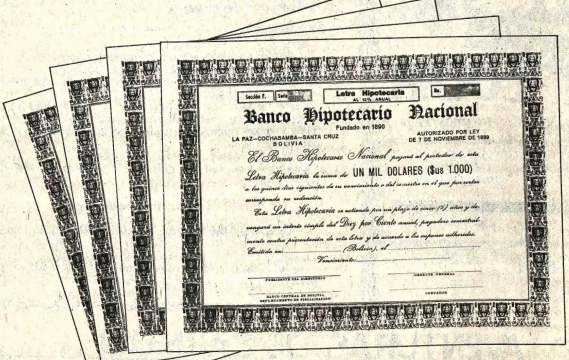 Sección F. Serie Letra Hipotecaria No.
AL 10% ANUAL
Banco Hipotecario Nacional
Fundado en 1890
LA PAZ—COCHABAMBA—SANTA CRUZ
BOLIVIA
AUTORIZADO POR LEY
DE 7 DE NOVIEMBRE DE 1889
El Banco Hipotecario Nacional pagará al portador de esta
Letra Hipotecaria la suma de UN MIL DOLARES ($us 1.000)
a los quince días siguientes de su vencimiento o del semestre en el que por sorteo
corresponda su redención.
Esta Letra Hipotecaria es emitida por un plazo de cinco (5) años y de-
vengará un interés simple del Diez por Ciento anual, pagadero semestral-
mente contra presentación de esta letra y de acuerdo a los cupones adheridos.
Emitida en: (Bolivia), el
Vencimiento:
PRESIDENTE DEL DIRECTORIO
GERENTE GENERAL
BANCO CENTRAL DE BOLIVIA
DEPARTAMENTO DE FISCALIZACION
CONTADOR